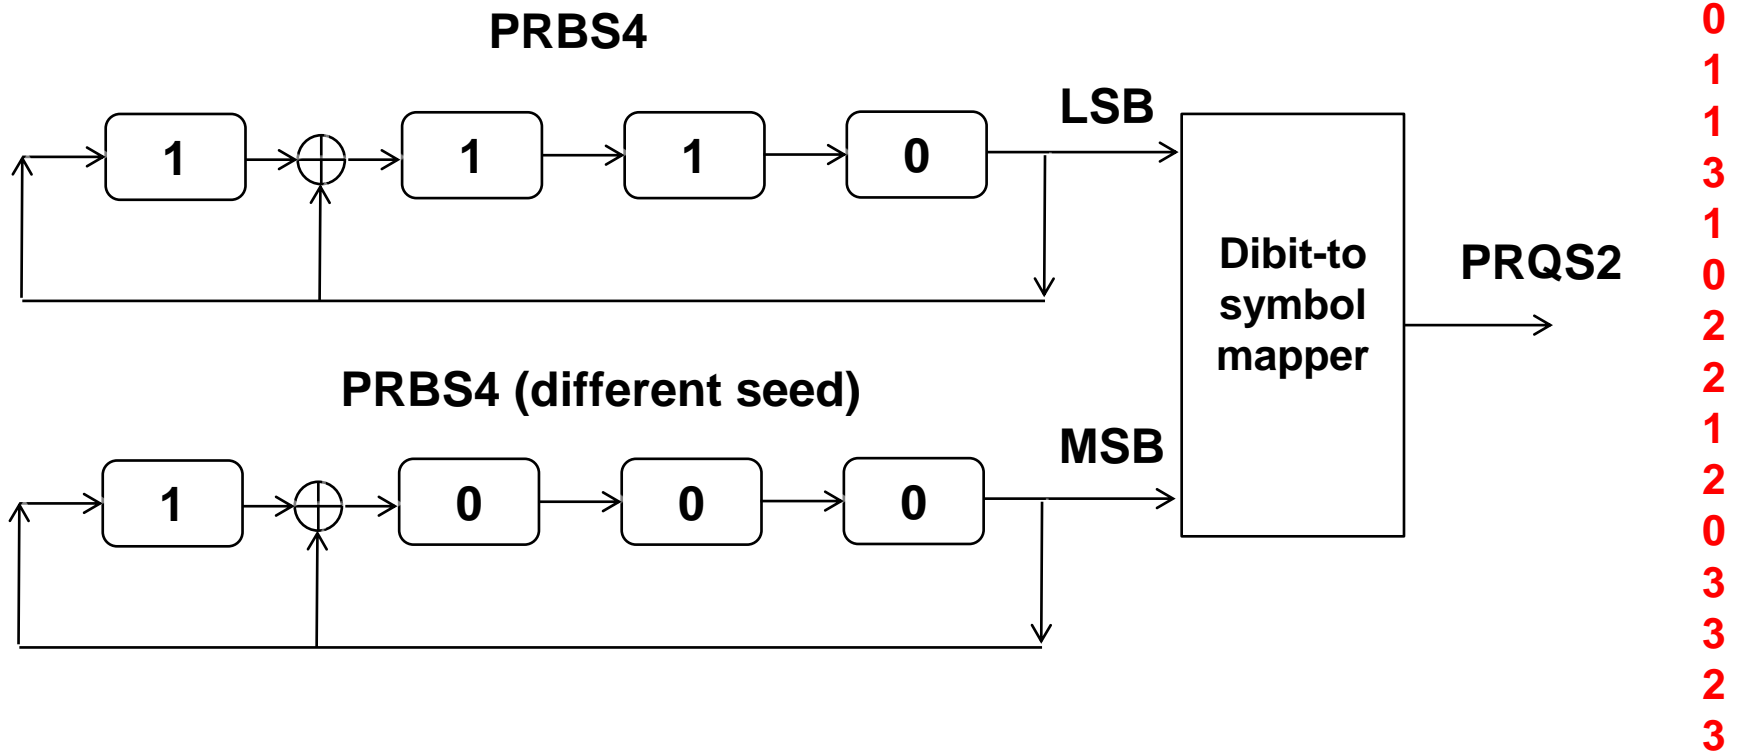 PRBS4
1 1 1 0
LSB
Dibit-to
symbol
mapper
PRQS2
PRBS4 (different seed)
1 0 0 0
MSB
0
1
1
3
1
0
2
2
1
2
0
3
3
2
3